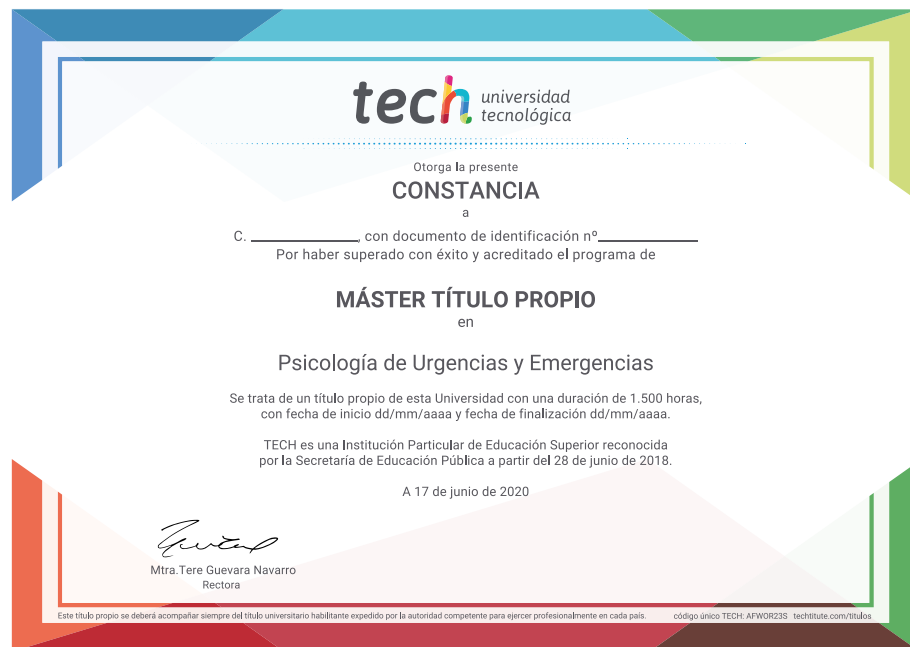 tech universidad
tecnológica
Otorga la presente
CONSTANCIA
a
C. ____________, con documento de identificación nº____________
Por haber superado con éxito y acreditado el programa de
MÁSTER TÍTULO PROPIO
en
Psicología de Urgencias y Emergencias
Se trata de un título propio de esta Universidad con una duración de 1.500 horas,
con fecha de inicio dd/mm/aaaa y fecha de finalización dd/mm/aaaa.
TECH es una Institución Particular de Educación Superior reconocida
por la Secretaría de Educación Pública a partir del 28 de junio de 2018.
A 17 de junio de 2020
Mtra.Tere Guevara Navarro
Rectora
Este título propio se deberá acompañar siempre del título universitario habilitante expedido por la autoridad competente para ejercer profesionalmente en cada país. código único TECH: AFWOR23S techtitute.com/titulos